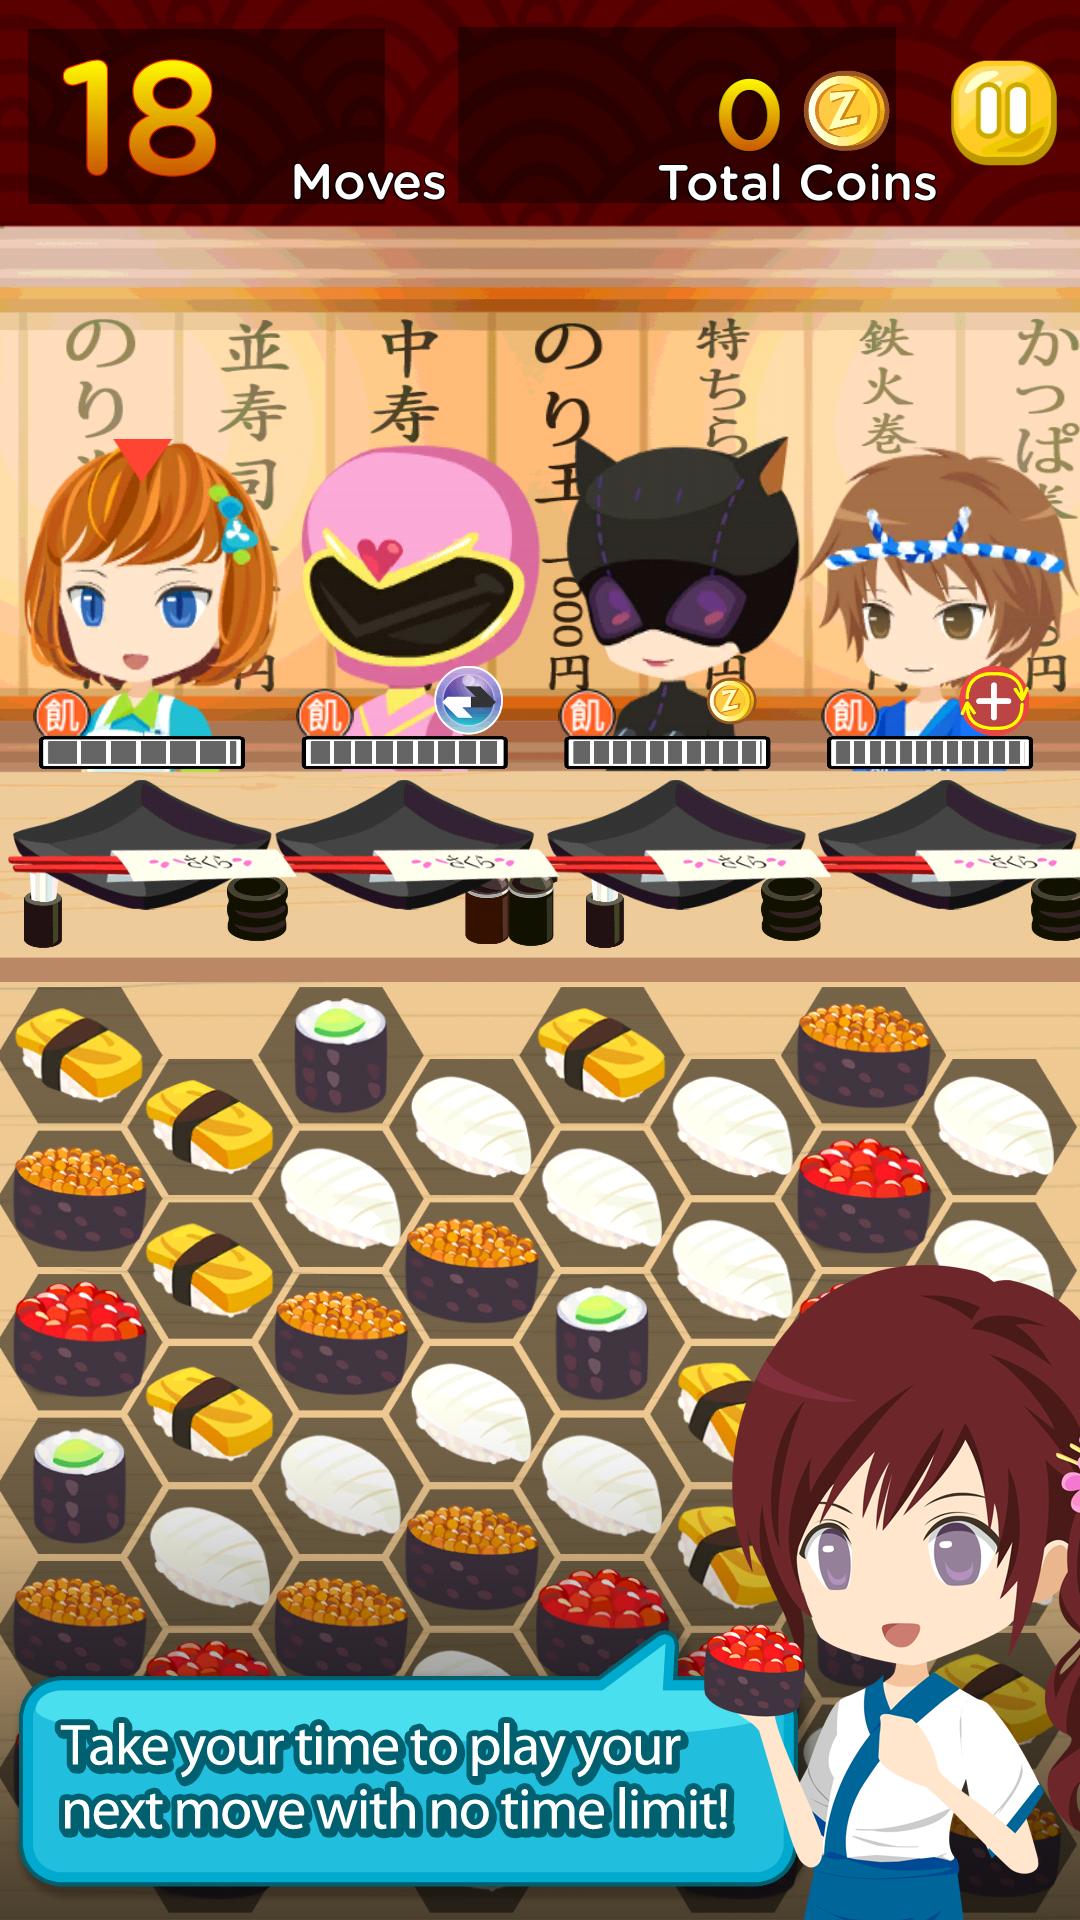 18
Moves
0
Total Coins
のり
並寿司
中寿
のり玉 1000円
特ちら
鉄火巻
かっぱ巻
円
円
円
飢
飢
飢
飢
さくら
さくら
さくら
さくら
Take your time to play your
next move with no time limit!